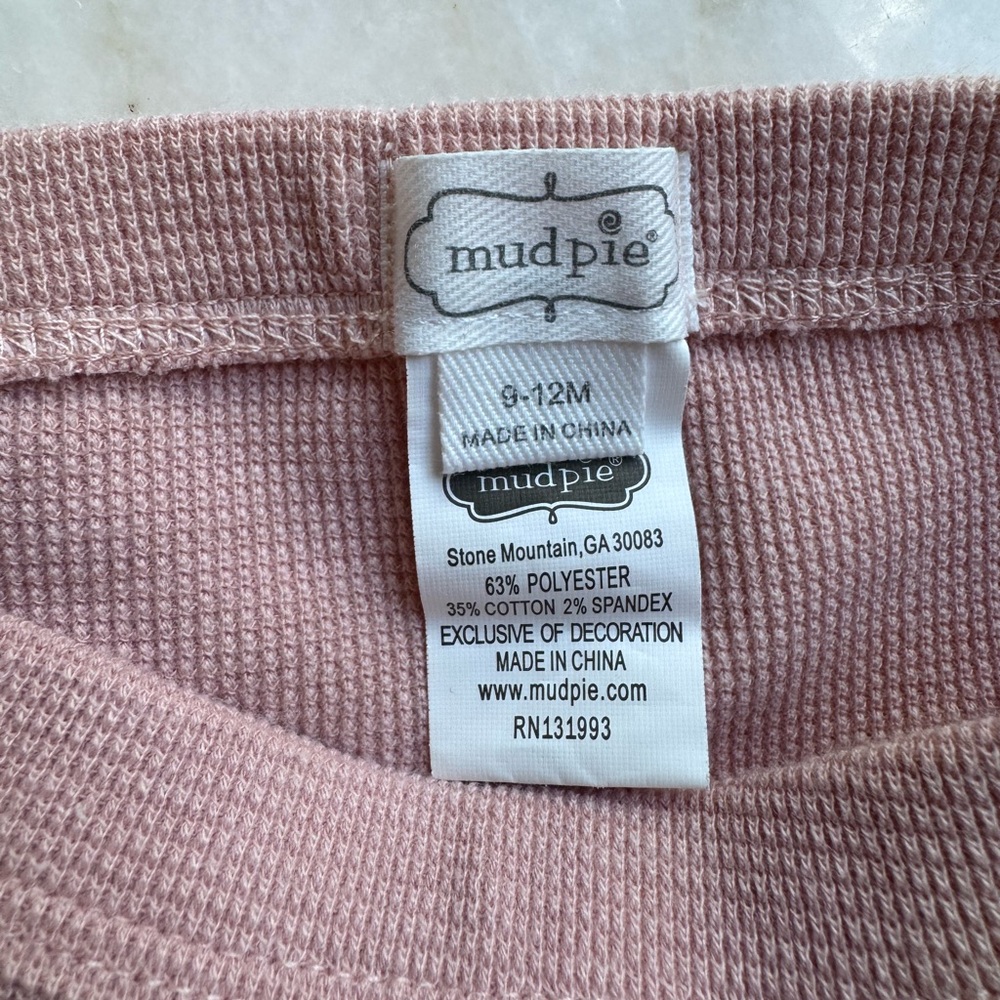 mudpie®
9-12M
MADE IN CHINA
mudpie®
Stone Mountain,GA 30083
63% POLYESTER
35% COTTON 2% SPANDEX
EXCLUSIVE OF DECORATION
MADE IN CHINA
www.mudpie.com
RN131993